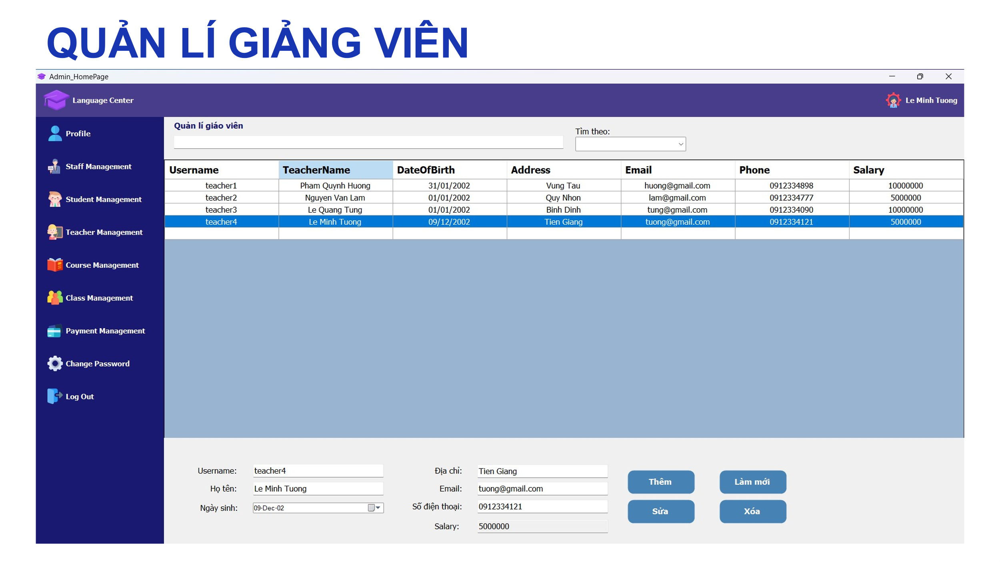 QUẢN LÍ GIẢNG VIÊN
Admin_HomePage
Language Center
Le Minh Tuong
Profile
Staff Management
Student Management
Teacher Management
Course Management
Class Management
Payment Management
Change Password
Log Out
Quản lí giáo viên
Tìm theo:
Username TeacherName DateOfBirth Address Email Phone Salary
teacher1 Pham Quynh Huong 31/01/2002 Vung Tau huong@gmail.com 0912334898 10000000
teacher2 Nguyen Van Lam 01/01/2002 Quy Nhon lam@gmail.com 0912334777 5000000
teacher3 Le Quang Tung 01/01/2002 Binh Dinh tung@gmail.com 0912334090 10000000
teacher4 Le Minh Tuong 09/12/2002 Tien Giang tuong@gmail.com 0912334121 5000000
Username: teacher4
Họ tên: Le Minh Tuong
Ngày sinh: 09-Dec-02
Địa chỉ: Tien Giang
Email: tuong@gmail.com
Số điện thoại: 0912334121
Salary: 5000000
Thêm Làm mới
Sửa Xóa